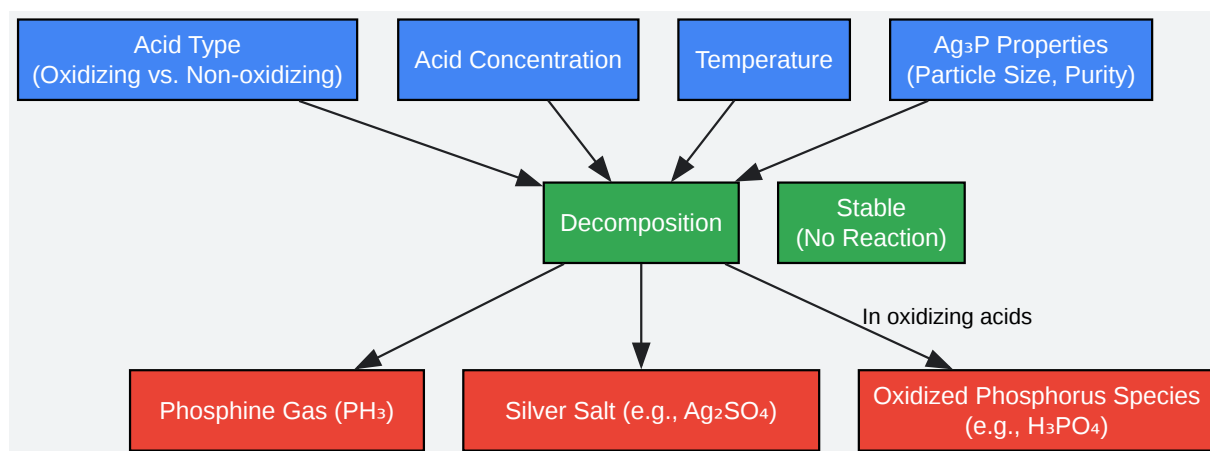 Acid Type
(Oxidizing vs. Non-oxidizing)
Acid Concentration
Temperature
Ag₃P Properties
(Particle Size, Purity)
Decomposition
Stable
(No Reaction)
In oxidizing acids
Phosphine Gas (PH₃)
Silver Salt (e.g., Ag₂SO₄)
Oxidized Phosphorus Species
(e.g., H₃PO₄)